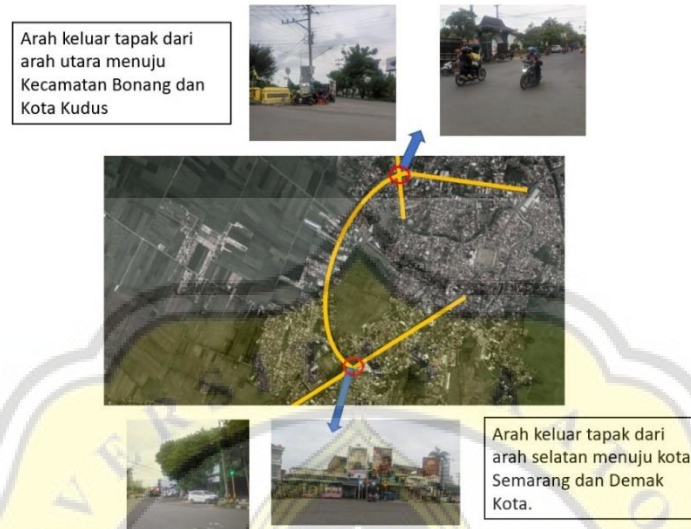 Arah keluar tapak dari
arah utara menuju
Kecamatan Bonang dan
Kota Kudus
Arah keluar tapak dari
arah selatan menuju kota
Semarang dan Demak
Kota.